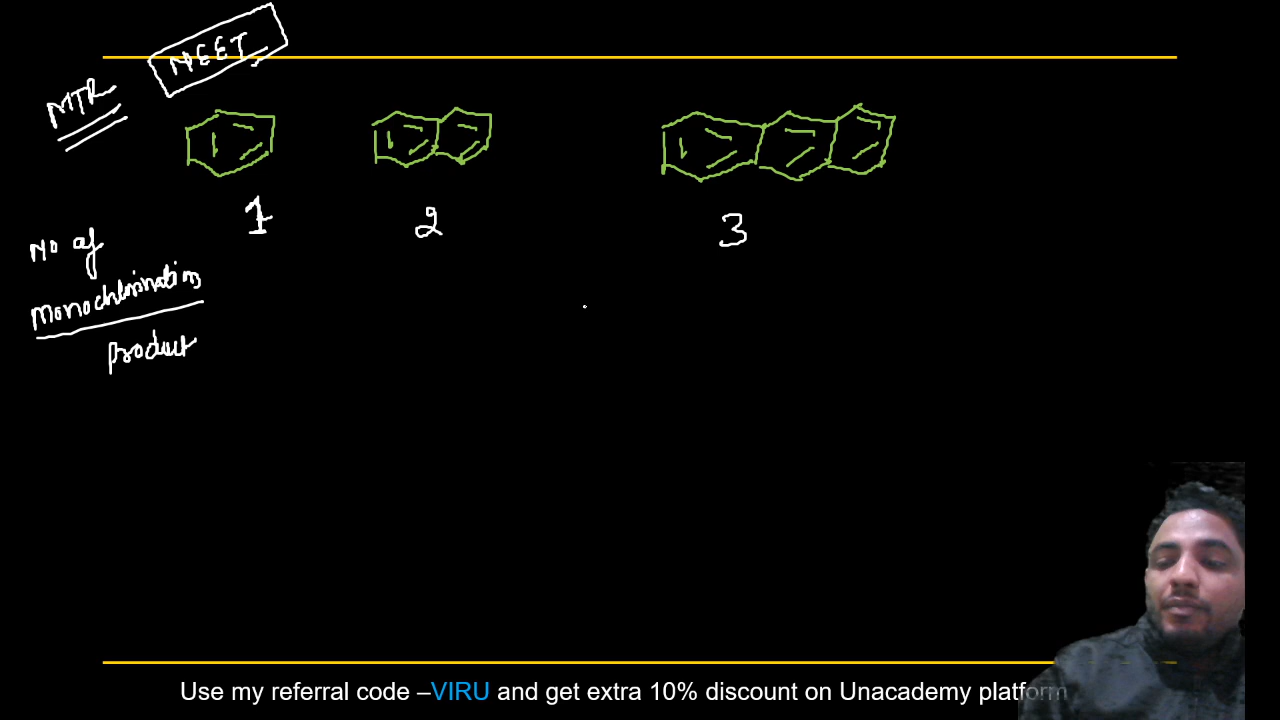 NEET
MTR
1 2 3
No of
Monochlorination
product
Use my referral code –VIRU and get extra 10% discount on Unacademy platform